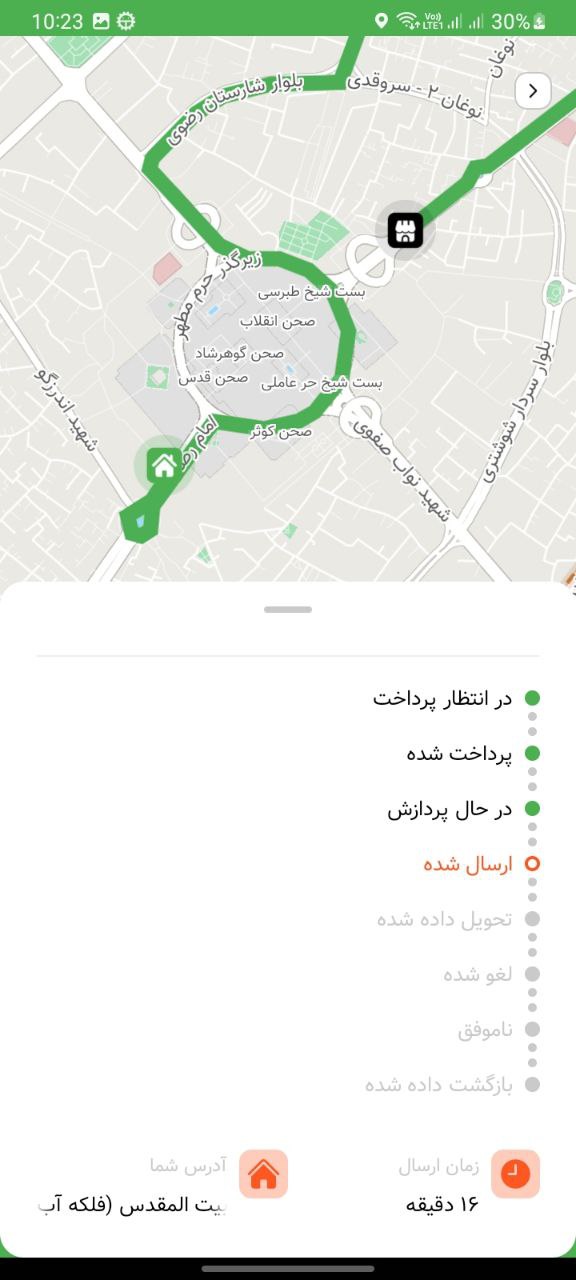 10:23
Vo)) LTE1
30%
نوغان
بلوار شارستان رضوی
نوغان ۲ - سروقدی
زیرگذر حرم مطهر
بست شیخ طبرسی
صحن انقلاب
صحن گوهرشاد
صحن قدس
بست شیخ حر عاملی
صحن کوثر
امام رض
شهید اندرزگو
شهید نواب صفوی
بلوار سردار شوشتری
در انتظار پرداخت
پرداخت شده
در حال پردازش
ارسال شده
تحویل داده شده
لغو شده
ناموفق
بازگشت داده شده
زمان ارسال
۱۶ دقیقه
آدرس شما
بیت المقدس (فلکه آب